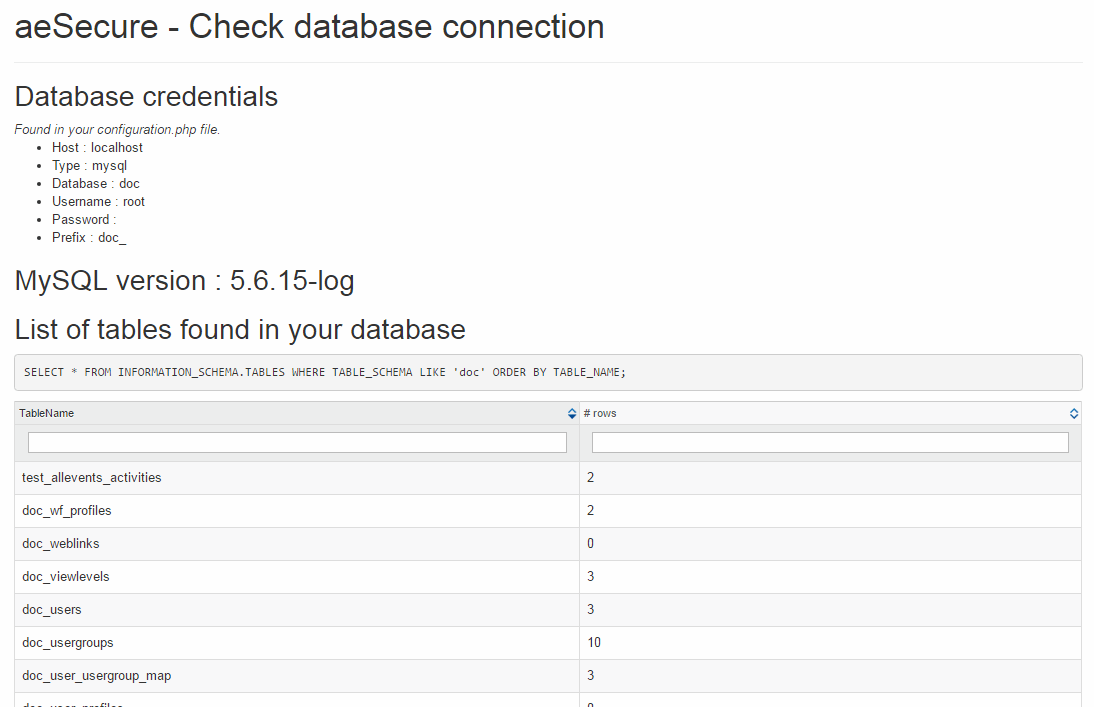 aeSecure - Check database connection
Database credentials
Found in your configuration.php file.
• Host : localhost
• Type : mysql
• Database : doc
• Username : root
• Password :
• Prefix : doc_
MySQL version : 5.6.15-log
List of tables found in your database
SELECT * FROM INFORMATION_SCHEMA.TABLES WHERE TABLE_SCHEMA LIKE 'doc' ORDER BY TABLE_NAME;
TableName # rows
test_allevents_activities 2
doc_wf_profiles 2
doc_weblinks 0
doc_viewlevels 3
doc_users 3
doc_usergroups 10
doc_user_usergroup_map 3
doc_user_profiles